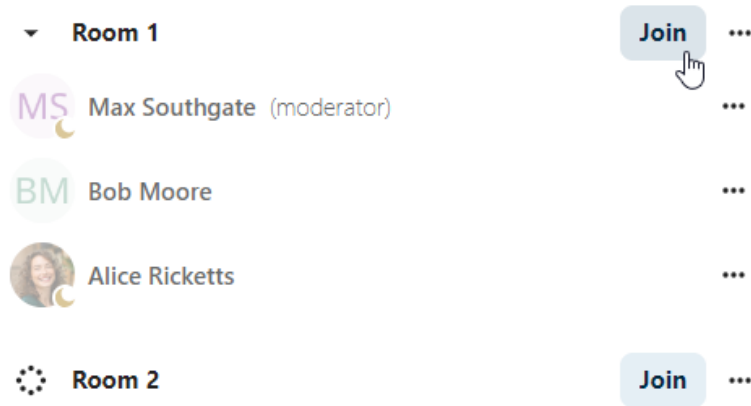 Room 1 Join
MS Max Southgate (moderator)
BM Bob Moore
Alice Ricketts
Room 2 Join